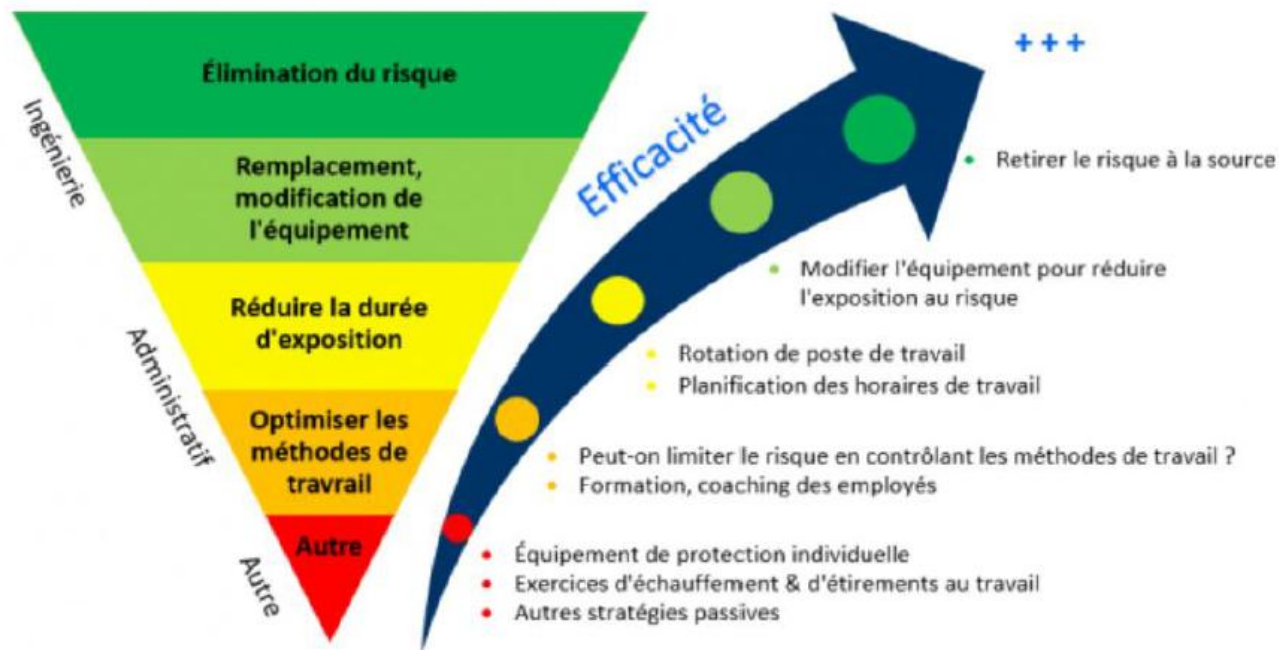 Élimination du risque
Remplacement,
modification de
l'équipement
Réduire la durée
d'exposition
Optimiser les
méthodes de
travrail
Autre
Ingénierie
Administratif
Autre
Efficacité
+ + +
• Retirer le risque à la source
• Modifier l'équipement pour réduire
l'exposition au risque
• Rotation de poste de travail
• Planification des horaires de travail
• Peut-on limiter le risque en contrôlant les méthodes de travail ?
• Formation, coaching des employés
• Équipement de protection individuelle
• Exercices d'échauffement & d'étirements au travail
• Autres stratégies passives